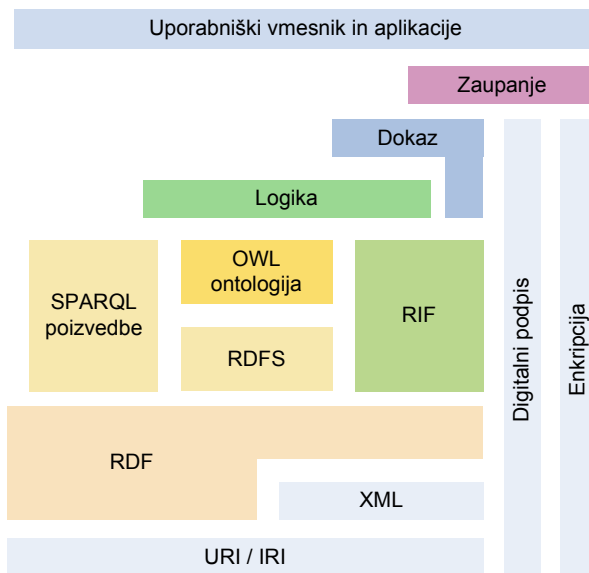 Uporabniški vmesnik in aplikacije
Zaupanje
Dokaz
Logika
SPARQL
poizvedbe
OWL
ontologija
RDFS
RIF
RDF
XML
URI / IRI
Digitalni podpis
Enkripcija